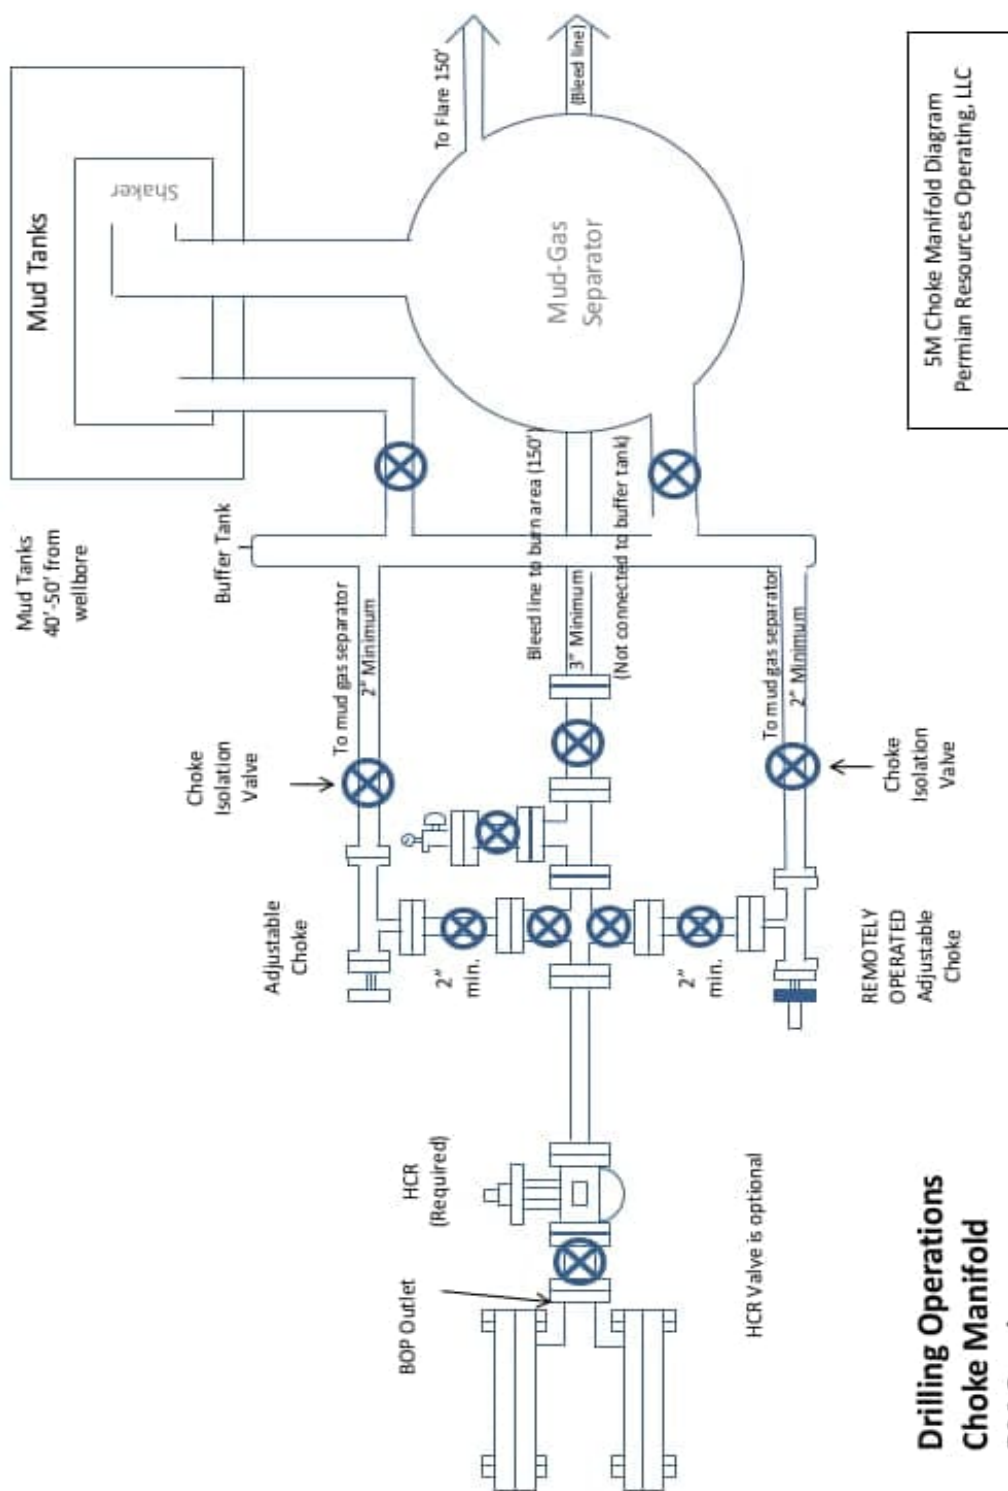 Mud Tanks
40’-50’ from
wellbore
Mud Tanks
Shaker
Buffer Tank
To Flare 150’
(Bleed line)
Mud-Gas
Separator
Choke
Isolation
Valve
To mud gas separator
2” Minimum
Bleed line to burn area (150’)
3” Minimum
(Not connected to buffer tank)
To mud gas separator
2” Minimum
Choke
Isolation
Valve
Adjustable
Choke
2”
min.
2”
min.
REMOTELY
OPERATED
Adjustable
Choke
HCR
(Required)
BOP Outlet
HCR Valve is optional
5M Choke Manifold Diagram
Permian Resources Operating, LLC
Drilling Operations
Choke Manifold